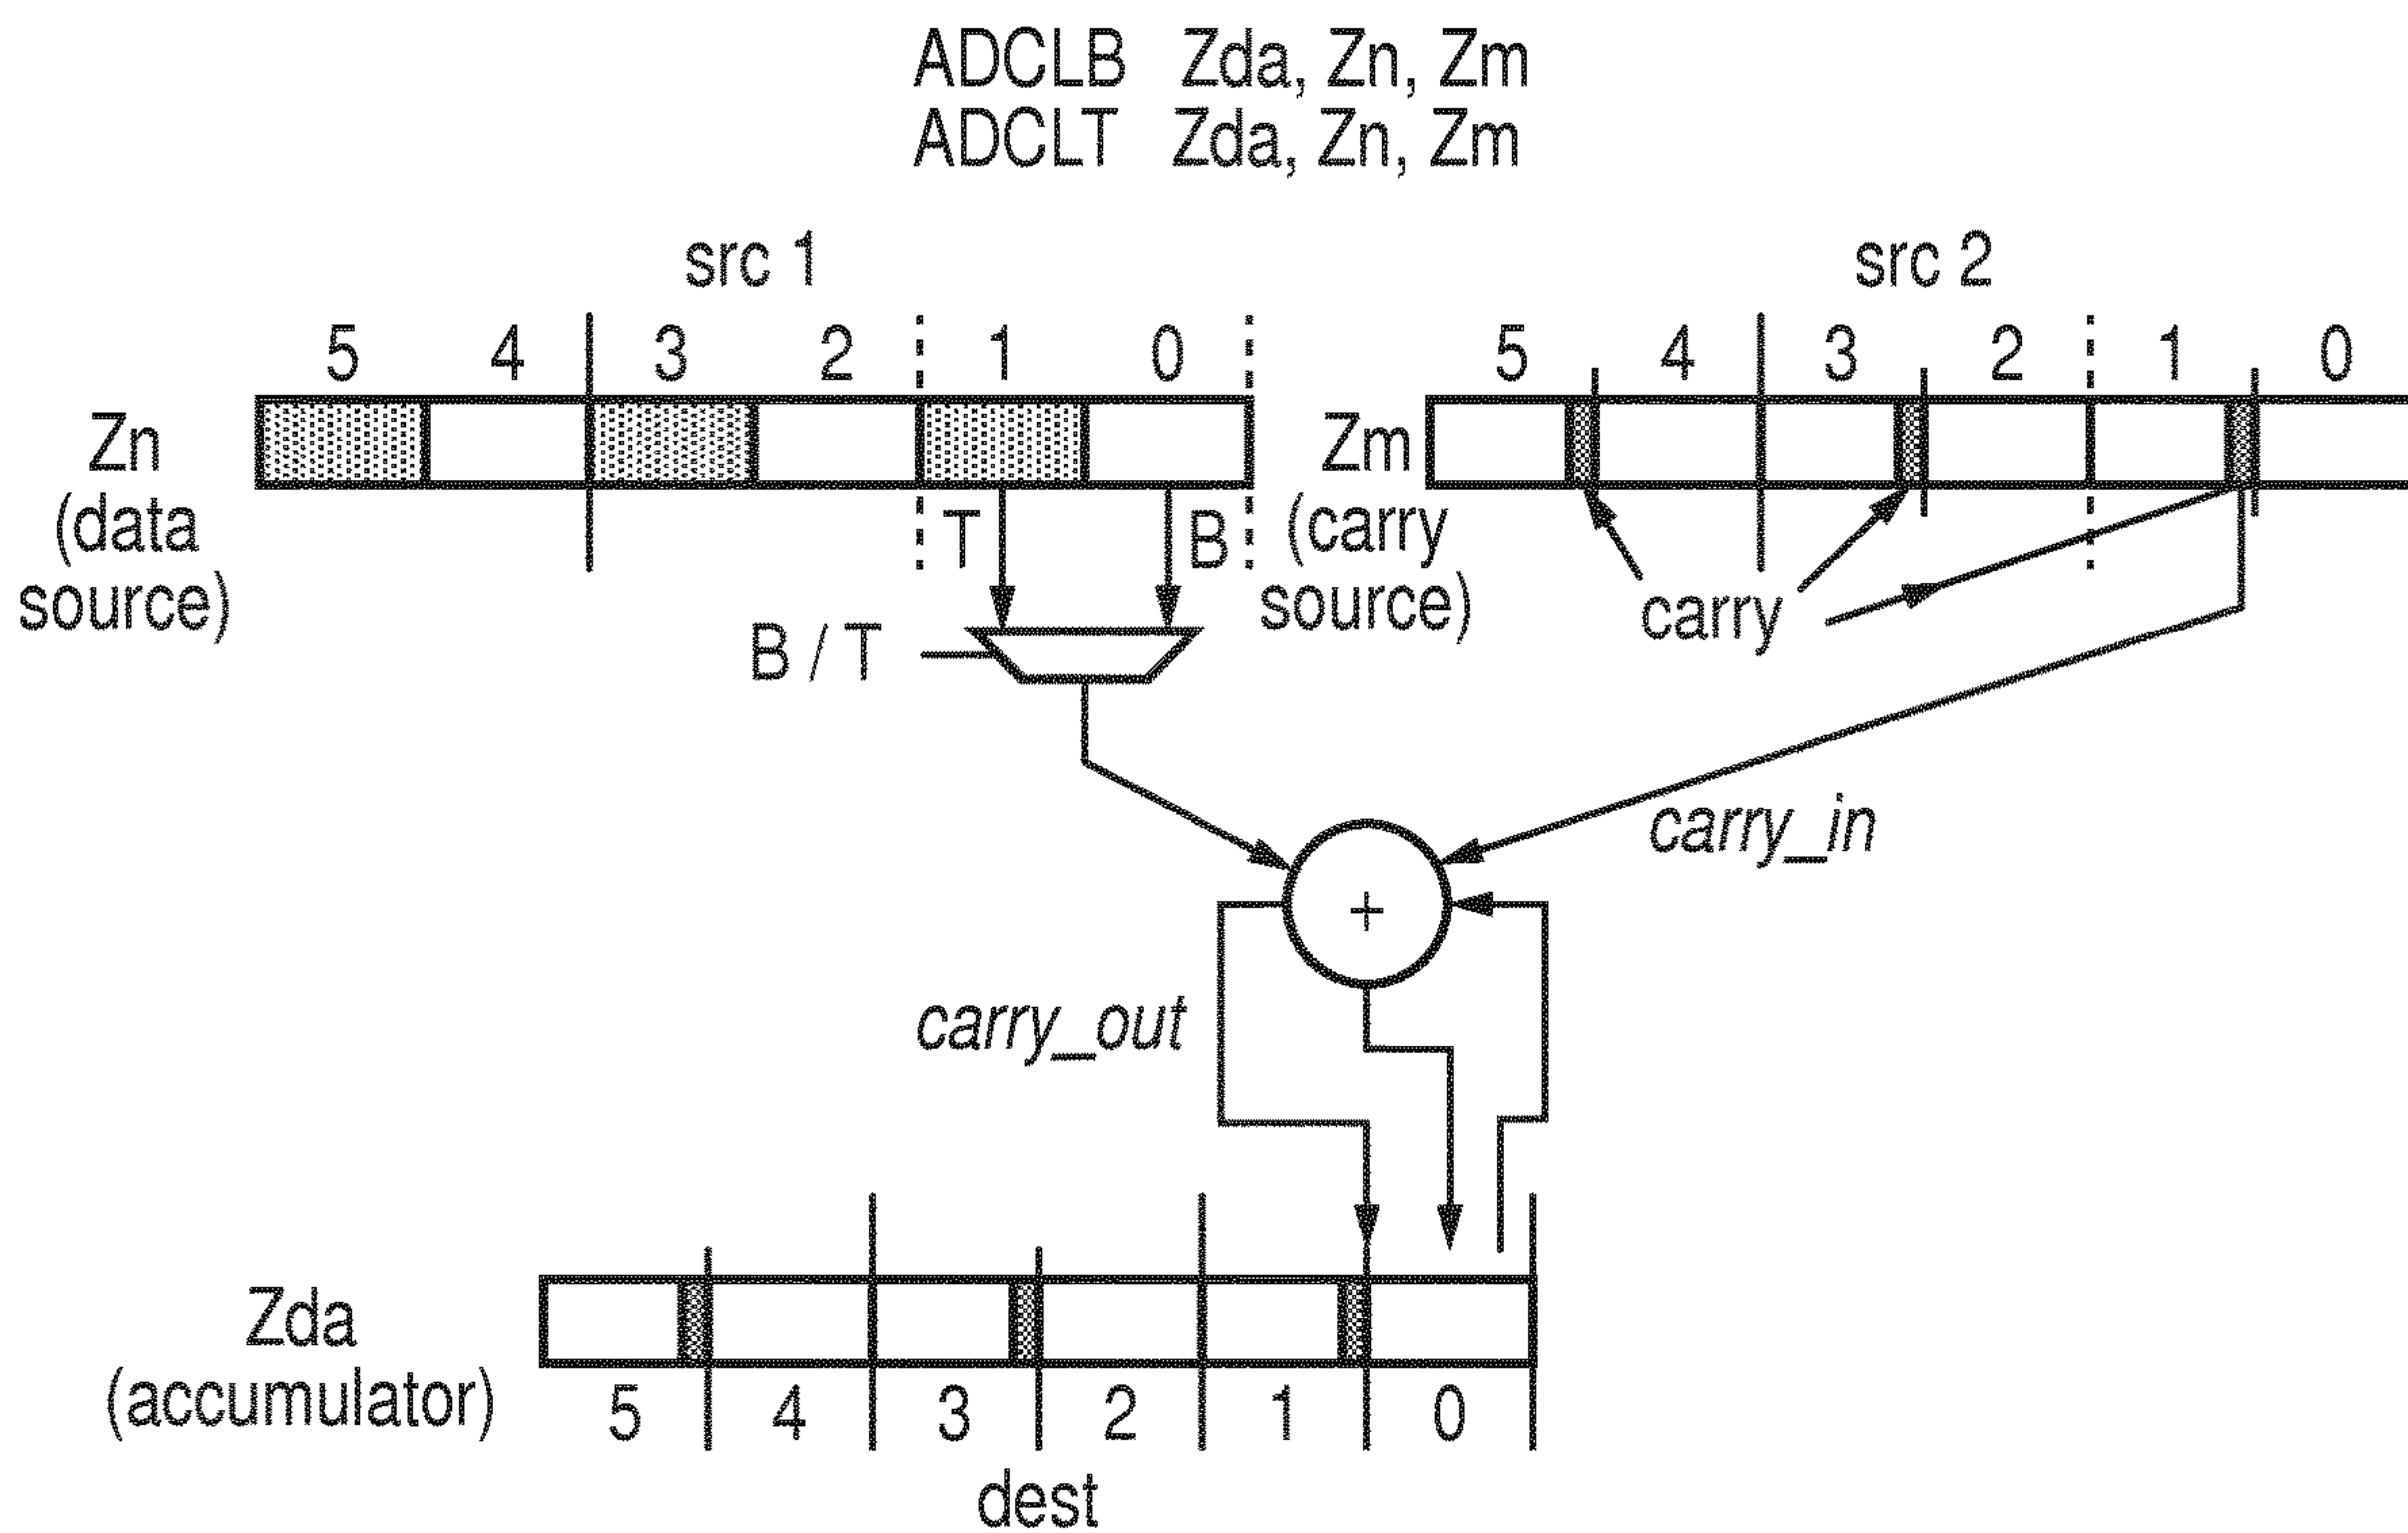 ADCLB Zda, Zn, Zm
ADCLT Zda, Zn, Zm
src 1
src 2
5 4 3 2 1 0
5 4 3 2 1 0
Zn
(data
source)
Zm
(carry
source)
T
B
carry
B / T
carry_in
+
carry_out
Zda
(accumulator)
5 4 3 2 1 0
dest